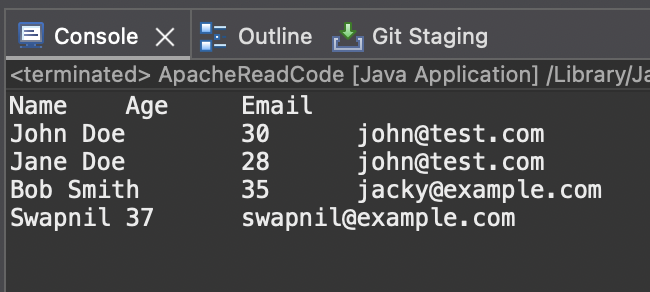 Console Outline Git Staging
<terminated> ApacheReadCode [Java Application] /Library/Ja
Name Age Email
John Doe 30 john@test.com
Jane Doe 28 john@test.com
Bob Smith 35 jacky@example.com
Swapnil 37 swapnil@example.com